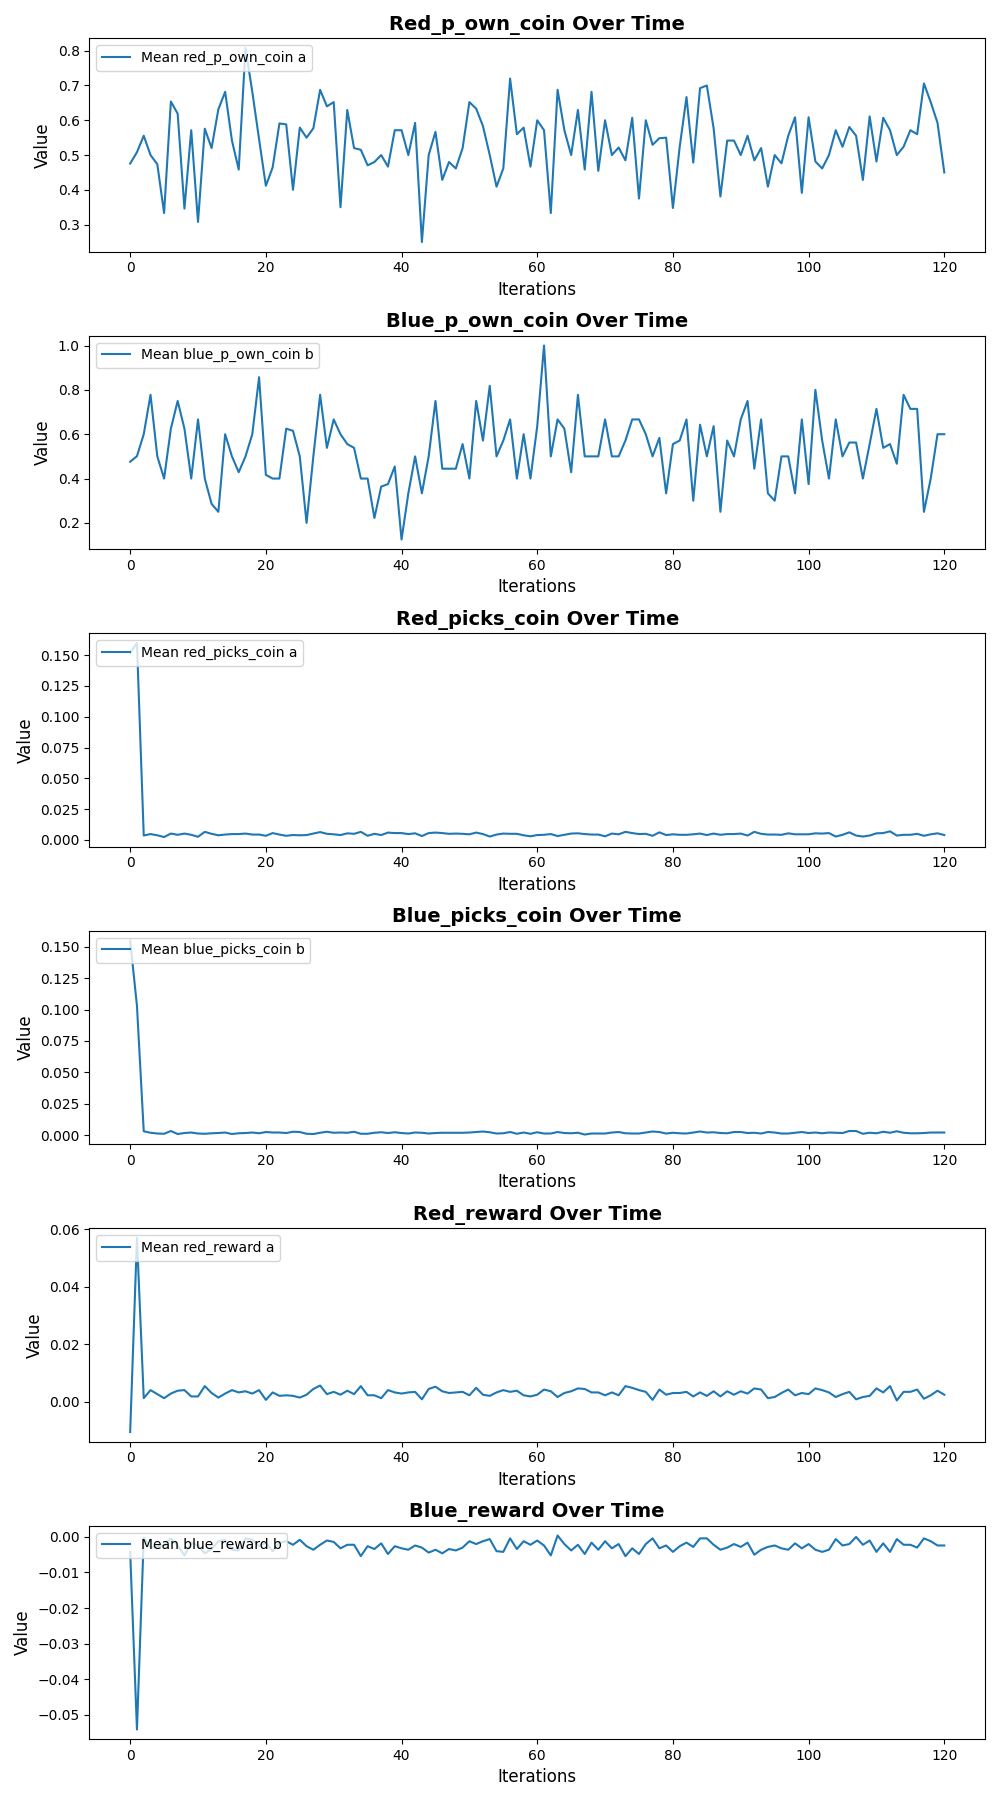 Red_p_own_coin Over Time
Mean red_p_own_coin a
Value
0.8
0.7
0.6
0.5
0.4
0.3
0 20 40 60 80 100 120
Iterations
Blue_p_own_coin Over Time
Mean blue_p_own_coin b
Value
1.0
0.8
0.6
0.4
0.2
0 20 40 60 80 100 120
Iterations
Red_picks_coin Over Time
Mean red_picks_coin a
Value
0.150
0.125
0.100
0.075
0.050
0.025
0.000
0 20 40 60 80 100 120
Iterations
Blue_picks_coin Over Time
Mean blue_picks_coin b
Value
0.150
0.125
0.100
0.075
0.050
0.025
0.000
0 20 40 60 80 100 120
Iterations
Red_reward Over Time
Mean red_reward a
Value
0.06
0.04
0.02
0.00
0 20 40 60 80 100 120
Iterations
Blue_reward Over Time
Mean blue_reward b
Value
0.00
−0.01
−0.02
−0.03
−0.04
−0.05
0 20 40 60 80 100 120
Iterations